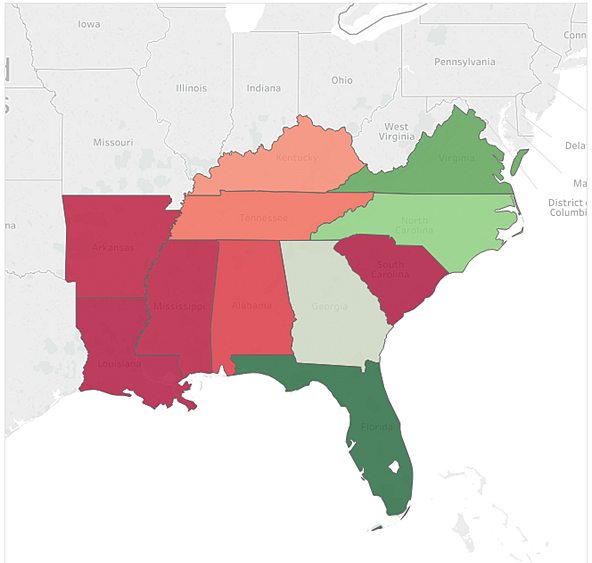 Iowa
Conn
Pennsylvania
Ohio
Illinois
Indiana
West
Virginia
Missouri
Kentucky
Virginia
Dela
Ma
District o
Columbi
Tennessee
North
Carolina
na
Arkansas
South
Carolina
Mississippi
Alabama
Georgia
Louisiana
Florida